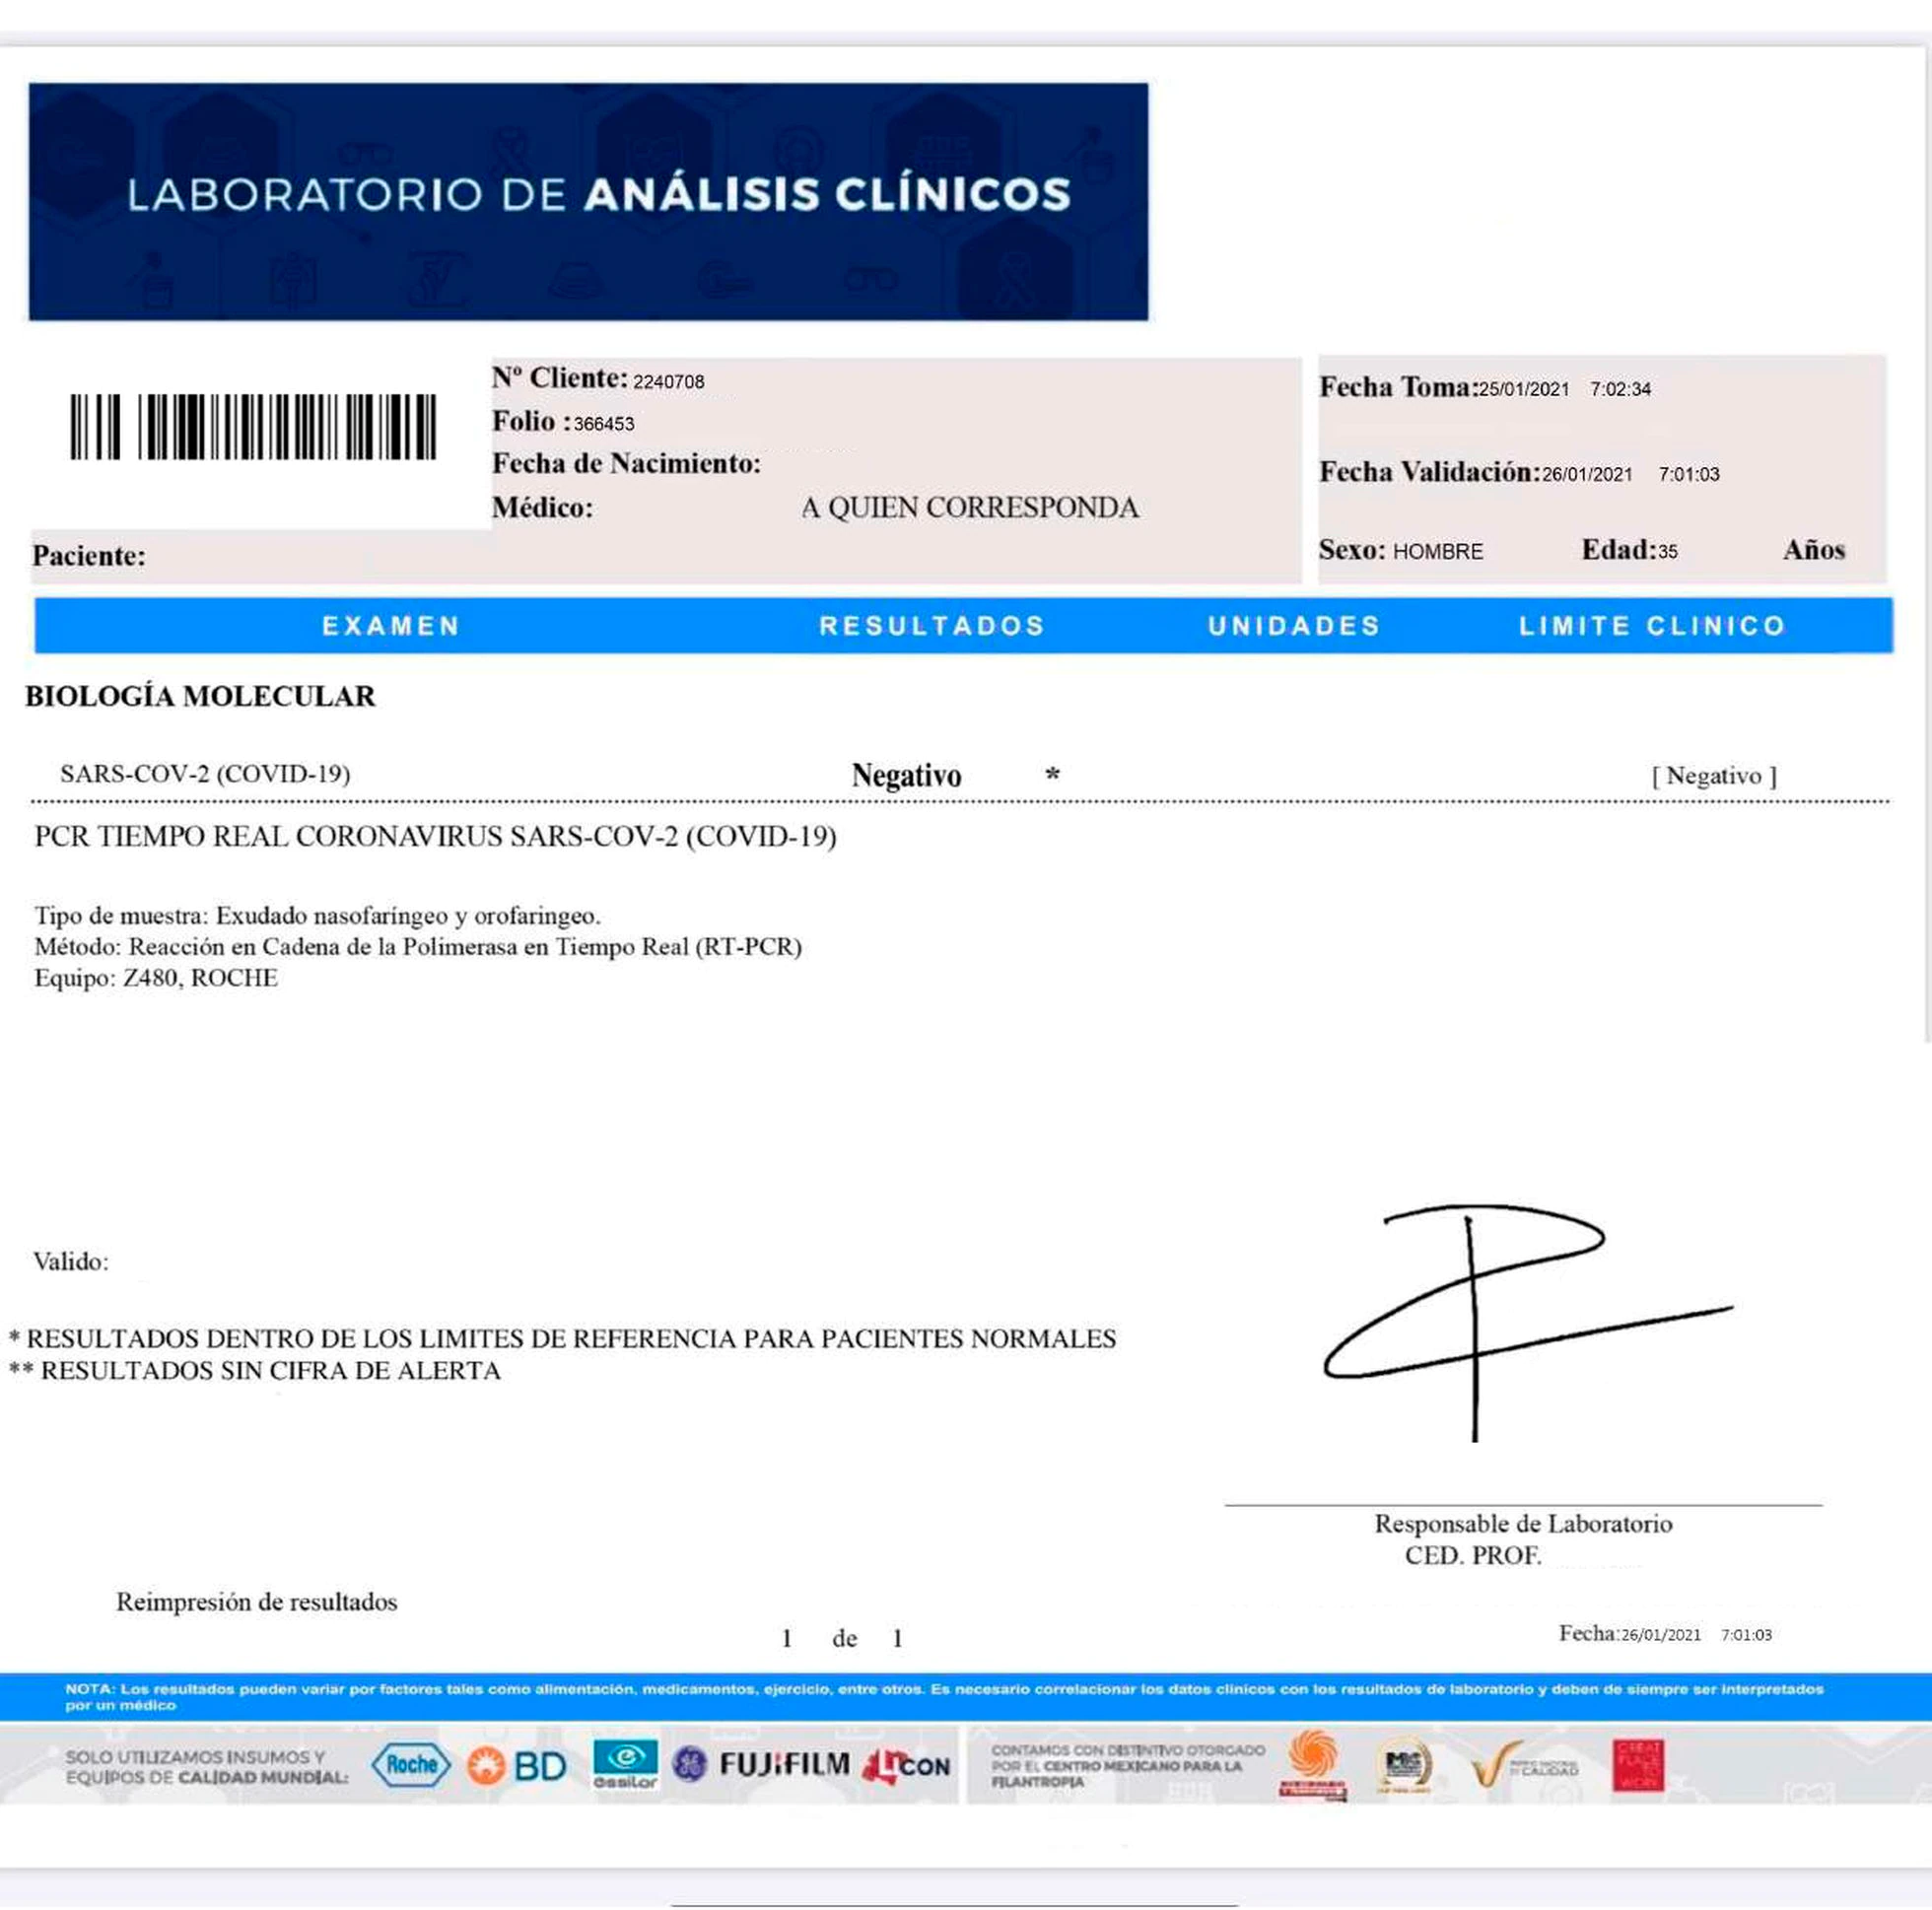 LABORATORIO DE ANÁLISIS CLÍNICOS
Nº Cliente: 2240708
Folio : 366453
Fecha de Nacimiento:
Médico: A QUIEN CORRESPONDA
Paciente:
Fecha Toma:25/01/2021 7:02:34
Fecha Validación:26/01/2021 7:01:03
Sexo: HOMBRE Edad:35 Años
EXAMEN RESULTADOS UNIDADES LIMITE CLINICO
BIOLOGÍA MOLECULAR
SARS-COV-2 (COVID-19) Negativo * [ Negativo ]
PCR TIEMPO REAL CORONAVIRUS SARS-COV-2 (COVID-19)
Tipo de muestra: Exudado nasofaríngeo y orofaringeo.
Método: Reacción en Cadena de la Polimerasa en Tiempo Real (RT-PCR)
Equipo: Z480, ROCHE
Valido:
* RESULTADOS DENTRO DE LOS LIMITES DE REFERENCIA PARA PACIENTES NORMALES
** RESULTADOS SIN CIFRA DE ALERTA
Responsable de Laboratorio
CED. PROF.
Reimpresión de resultados
1 de 1
Fecha:26/01/2021 7:01:03
NOTA: Los resultados pueden variar por factores tales como alimentación, medicamentos, ejercicio, entre otros. Es necesario correlacionar los datos clinicos con los resultados de laboratorio y deben de siempre ser interpretados
por un médico
SOLO UTILIZAMOS INSUMOS Y
EQUIPOS DE CALIDAD MUNDIAL:
Roche
BD
essilor
FUJIFILM
CONTAMOS CON DISTINTIVO OTORGADO
POR EL CENTRO MEXICANO PARA LA
FILANTROPIA
GREAT
PLACE
TO
WORK